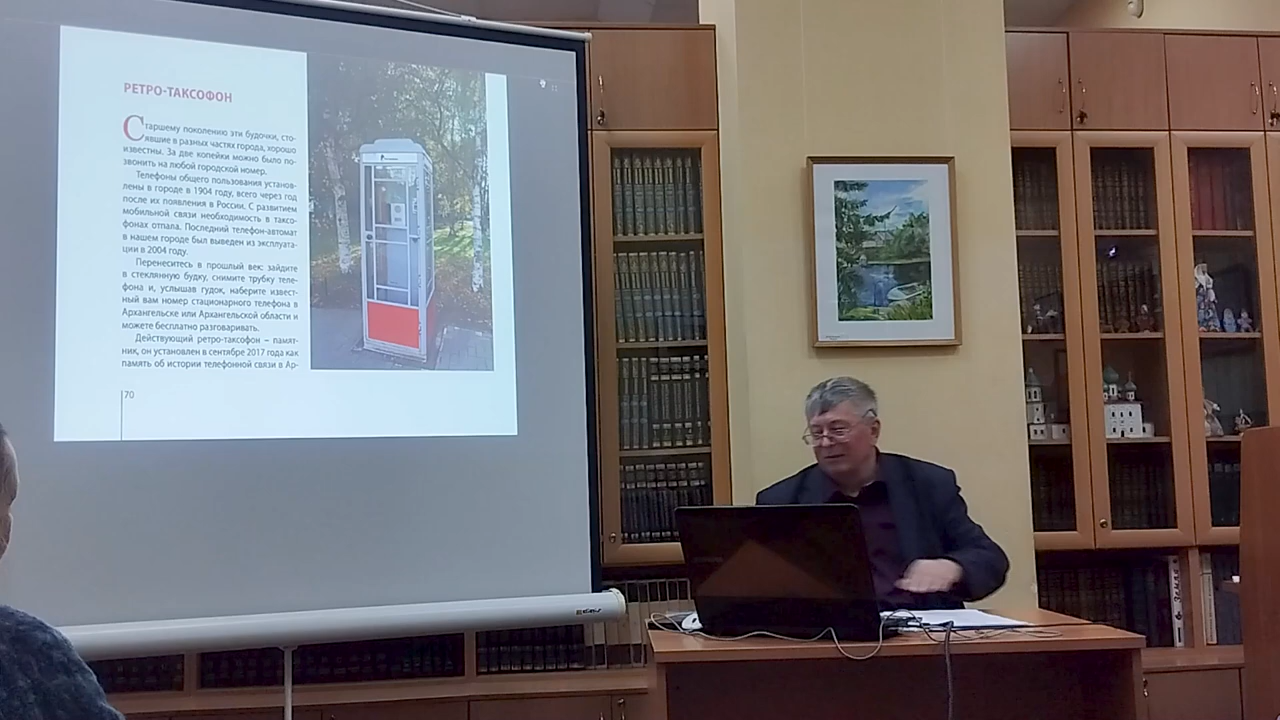 РЕТРО-ТАКСОФОН
Старшему поколению эти будочки, сто-
явшие в разных частях города, хорошо
известны. За две копейки можно было по-
звонить на любой городской номер.
Телефоны общего пользования установ-
лены в городе в 1904 году, всего через год
после их появления в России. С развитием
мобильной связи необходимость в таксо-
фонах отпала. Последний телефон-автомат
в нашем городе был выведен из эксплуата-
ции в 2004 году.
Перенеситесь в прошлый век: зайдите
в стеклянную будку, снимите трубку теле-
фона и, услышав гудок, наберите извест-
ный вам номер стационарного телефона в
Архангельске или Архангельской области и
можете бесплатно разговаривать.
Действующий ретро-таксофон – памят-
ник, он установлен в сентябре 2017 года как
память об истории телефонной связи в Ар-
70